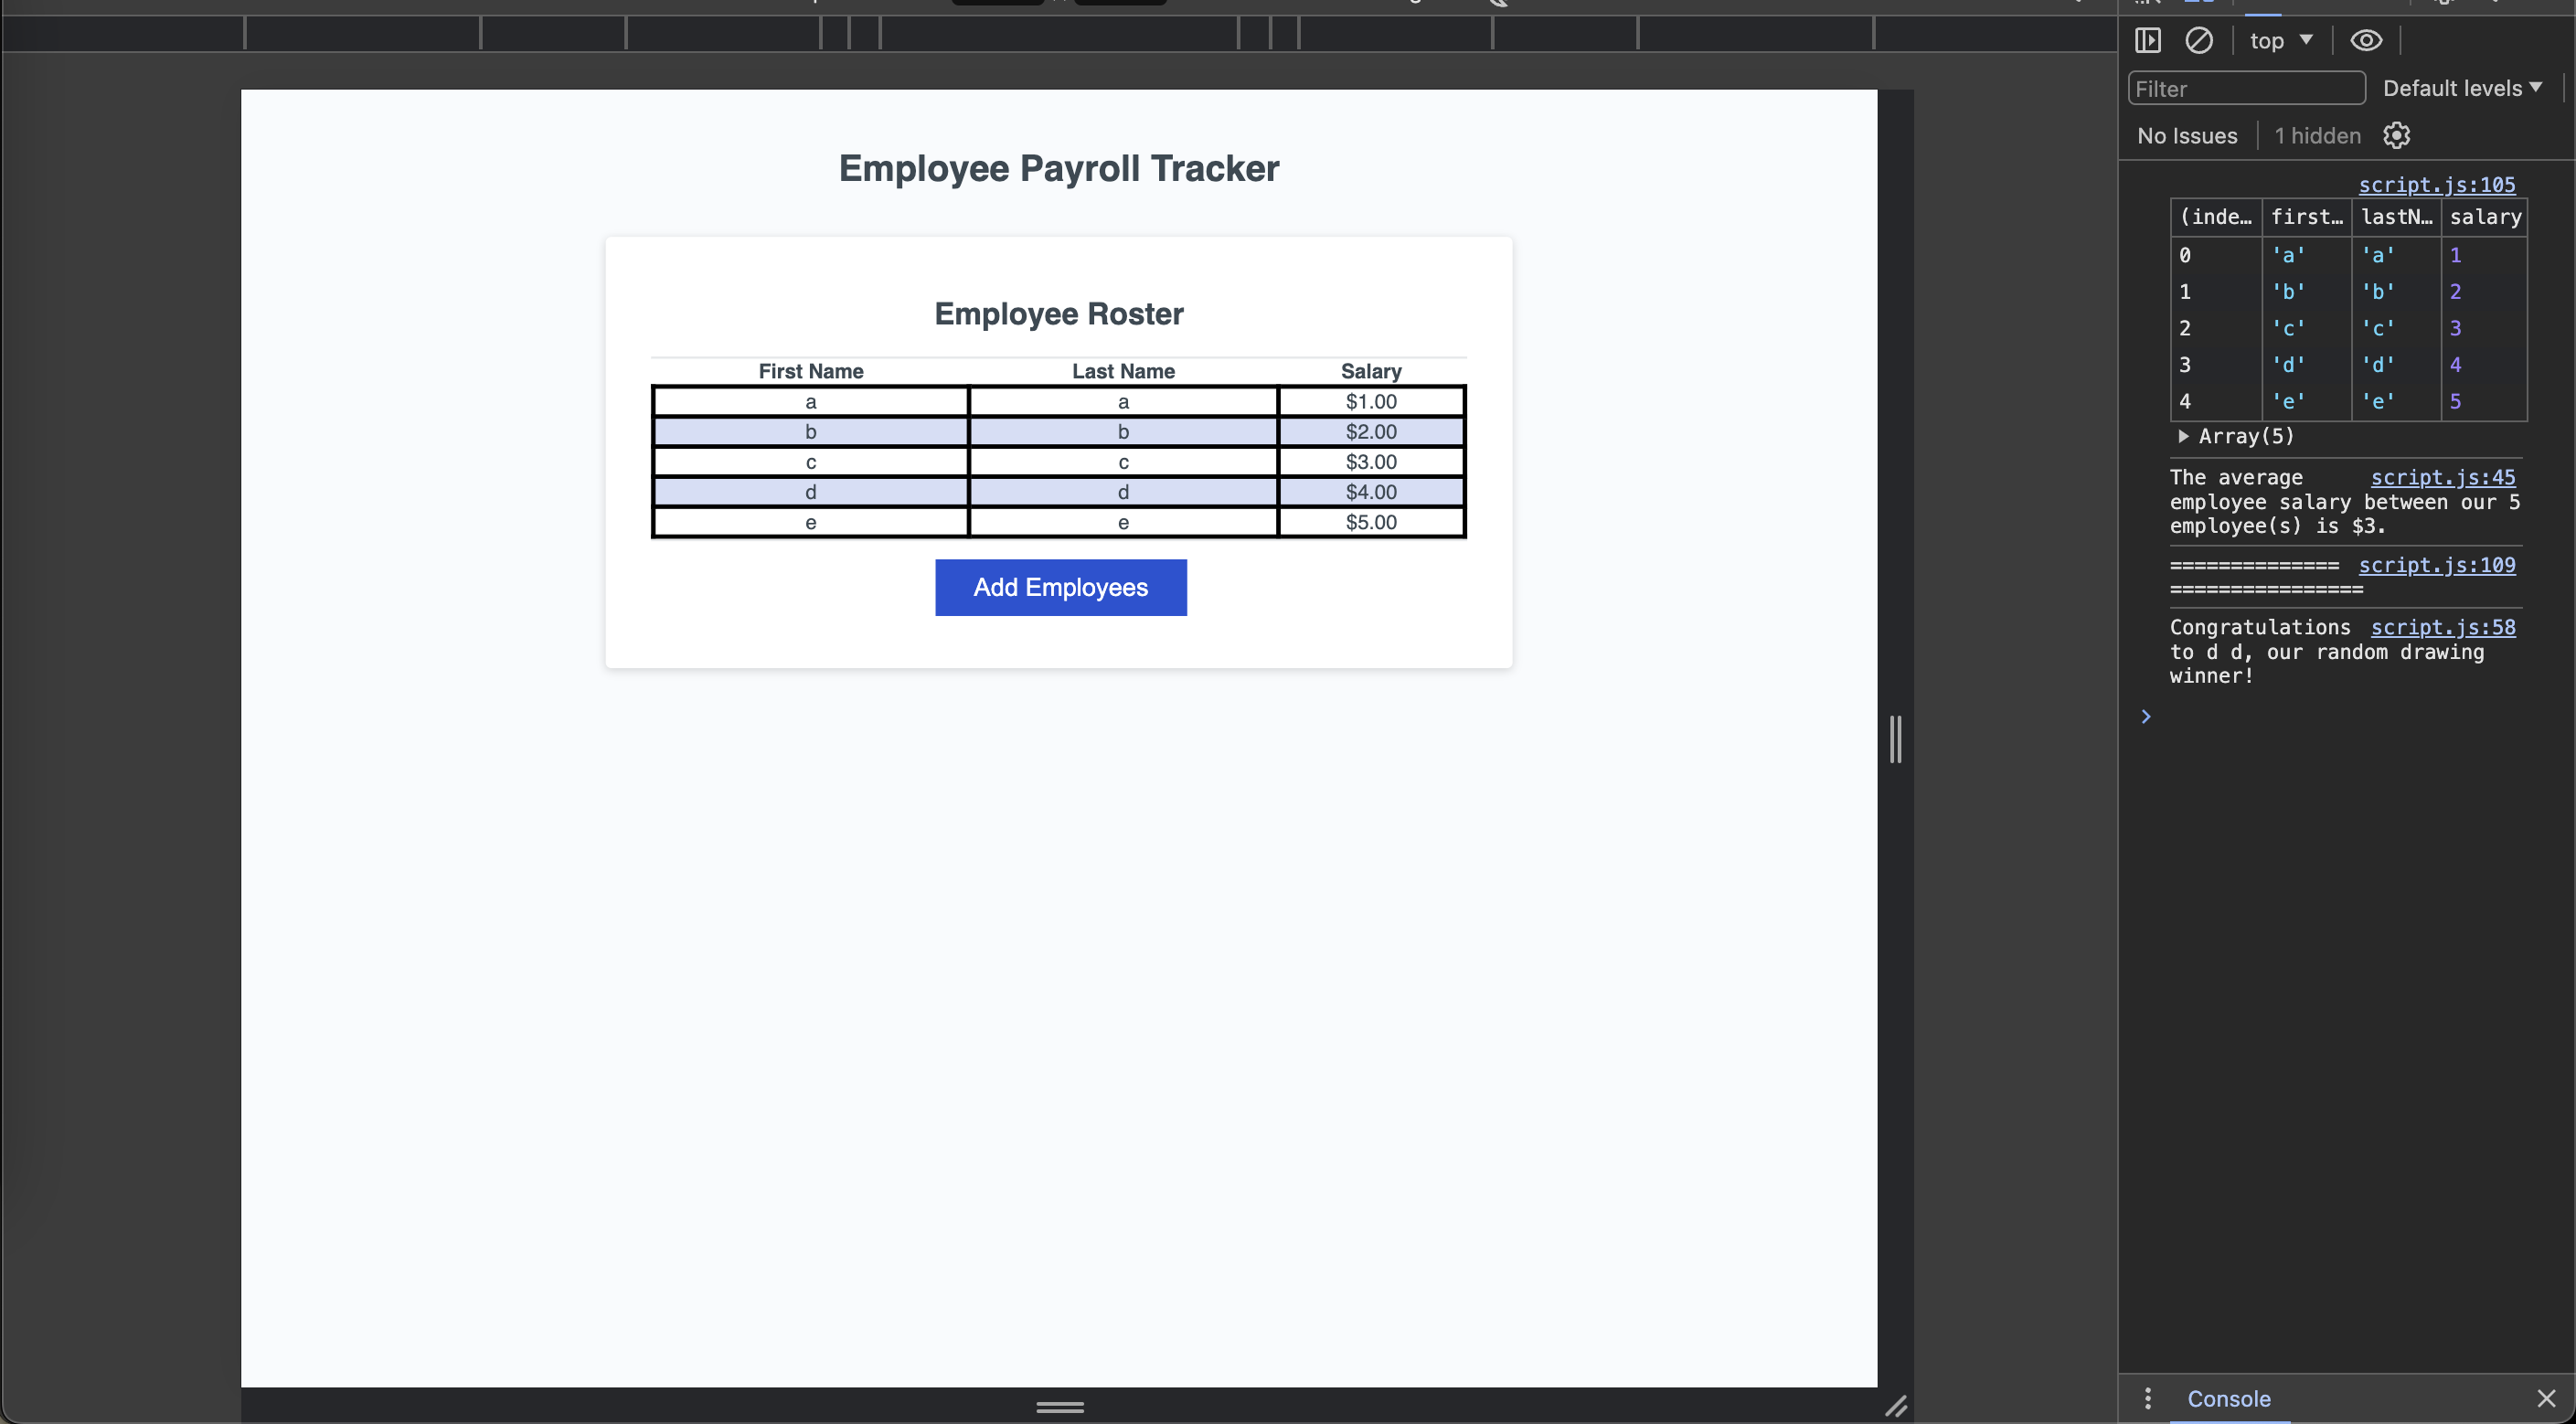 Employee Payroll Tracker
Employee Roster
First Name Last Name Salary
a a $1.00
b b $2.00
c c $3.00
d d $4.00
e e $5.00
Add Employees
top
Filter Default levels
No Issues 1 hidden
script.js:105
(inde… first… lastN… salary
0 'a' 'a' 1
1 'b' 'b' 2
2 'c' 'c' 3
3 'd' 'd' 4
4 'e' 'e' 5
Array(5)
The average script.js:45
employee salary between our 5
employee(s) is $3.
============== script.js:109
================
Congratulations script.js:58
to d d, our random drawing
winner!
Console